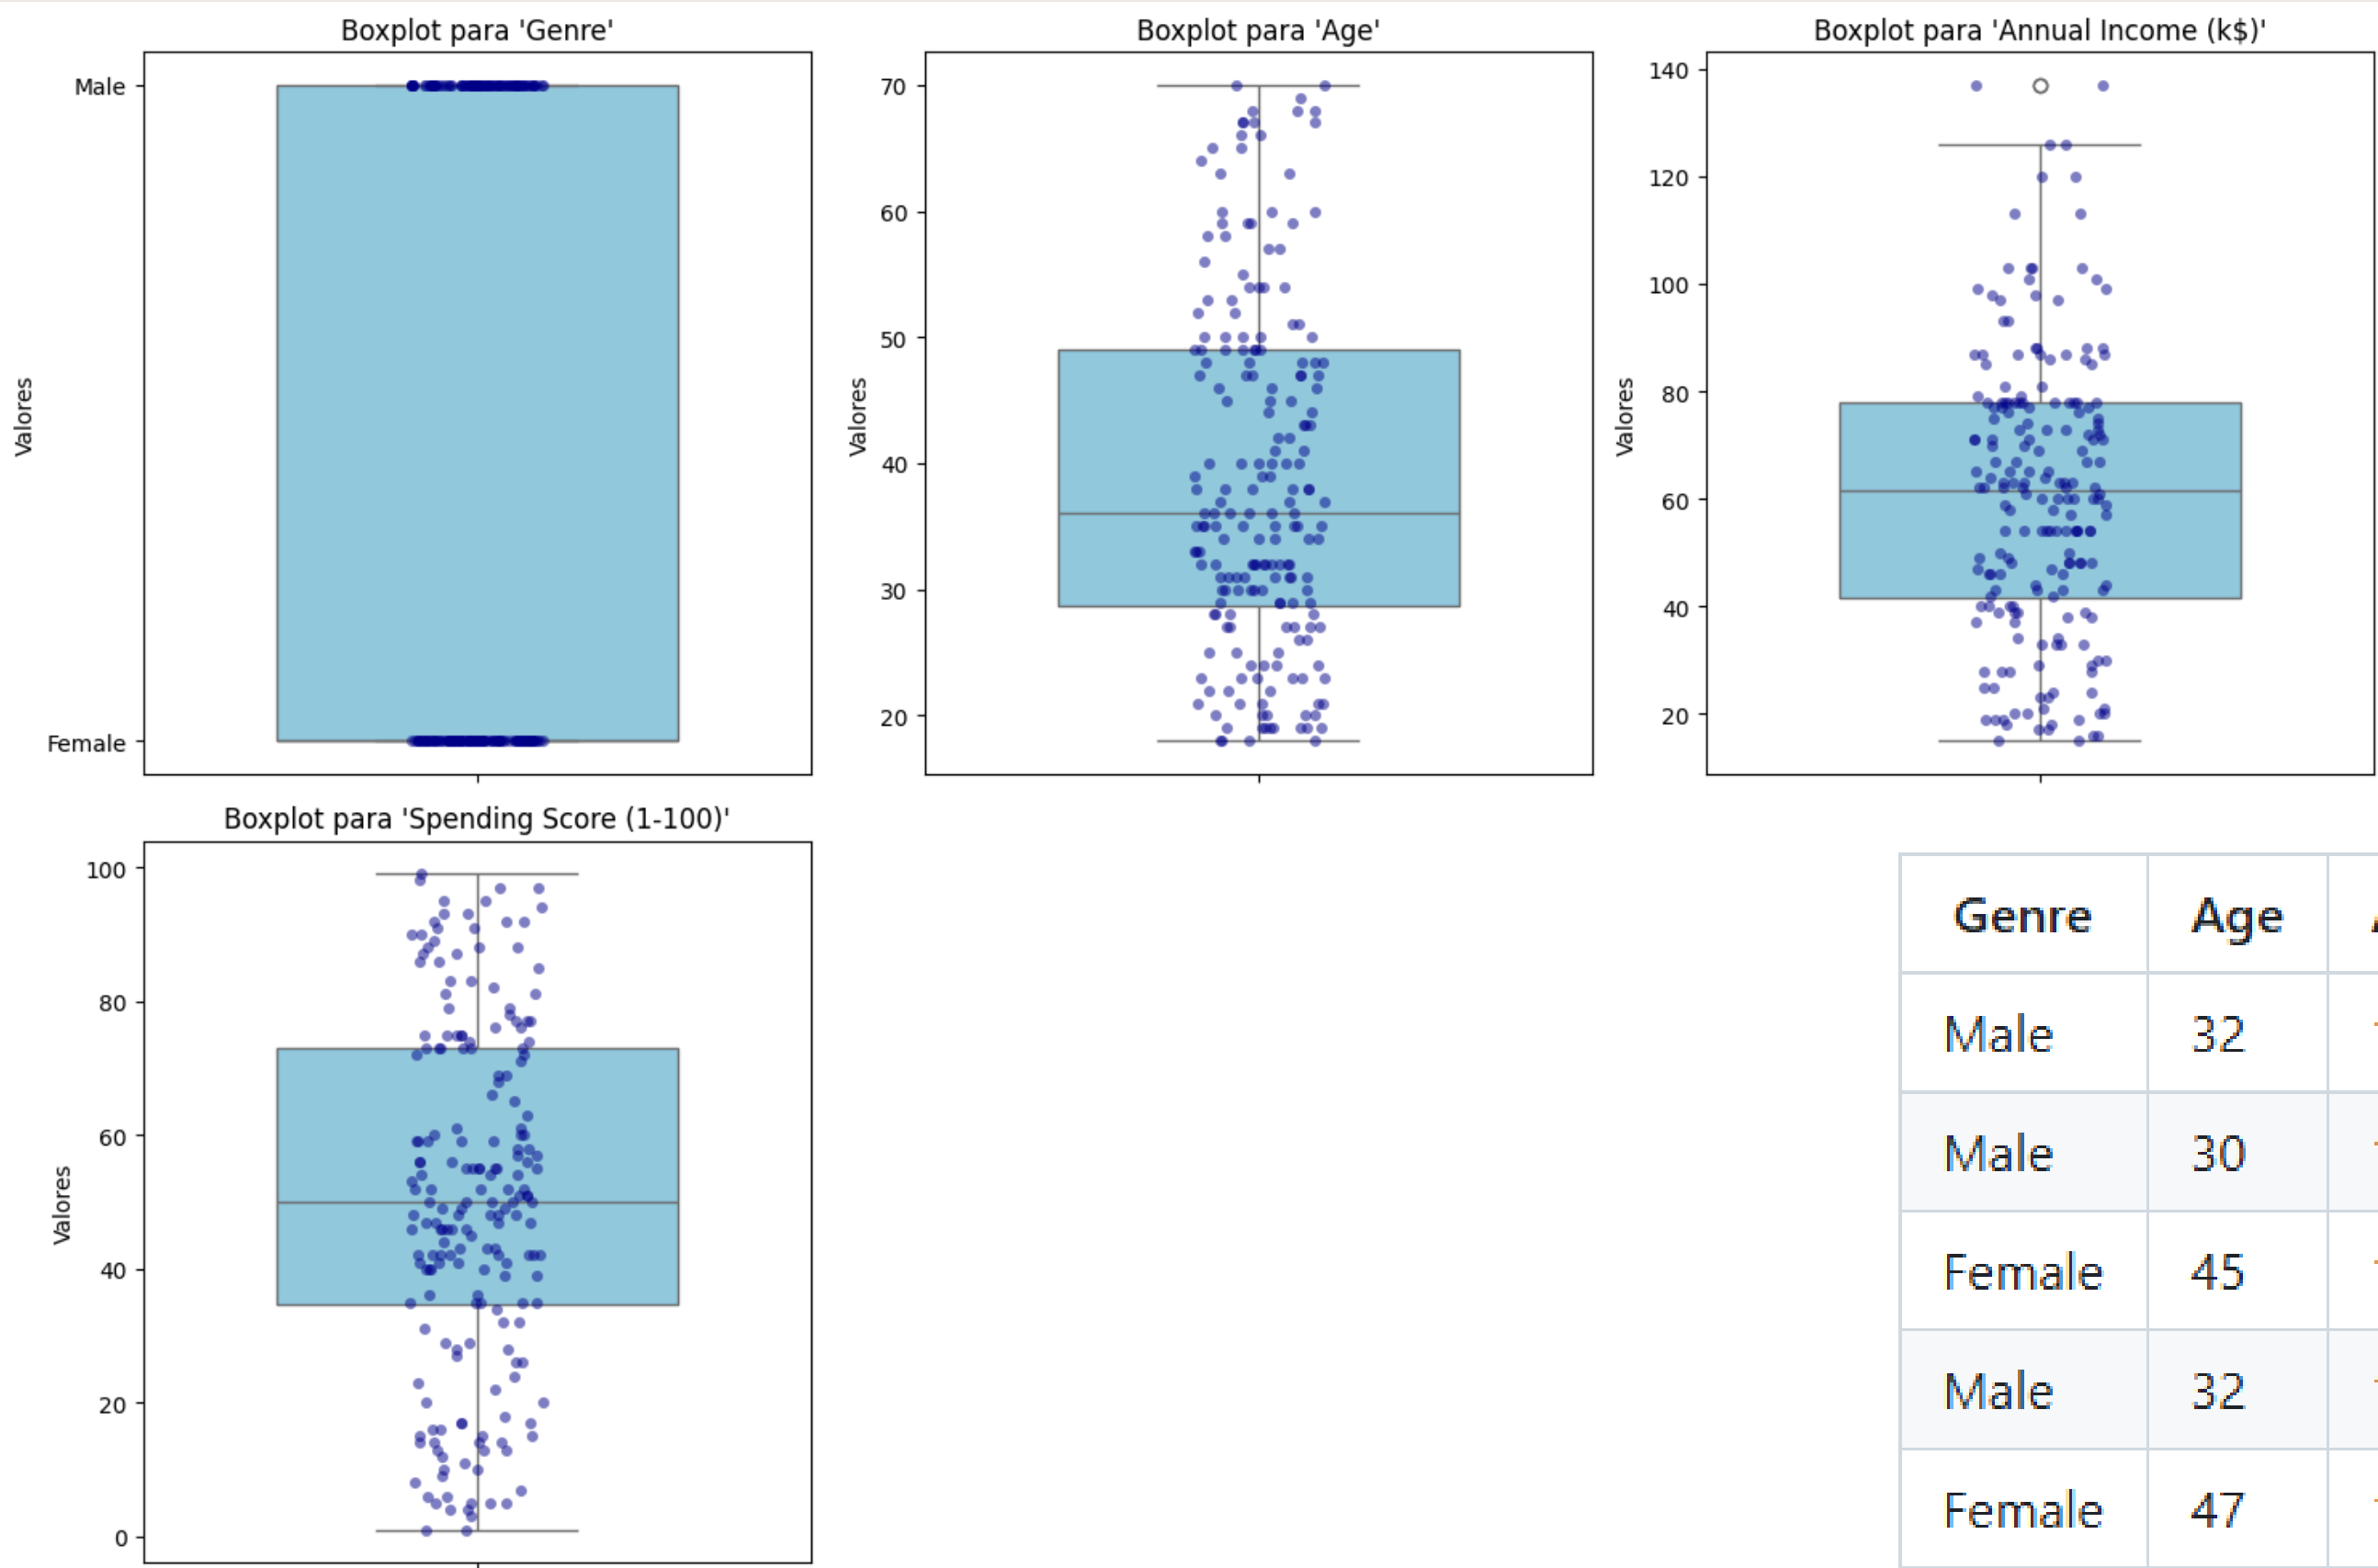 Boxplot para 'Genre'
Male
Female
Valores
Boxplot para 'Age'
70
60
50
40
30
20
Valores
Boxplot para 'Annual Income (k$)'
140
120
100
80
60
40
20
Valores
Boxplot para 'Spending Score (1-100)'
100
80
60
40
20
0
Valores
Genre Age
Male 32
Male 30
Female 45
Male 32
Female 47